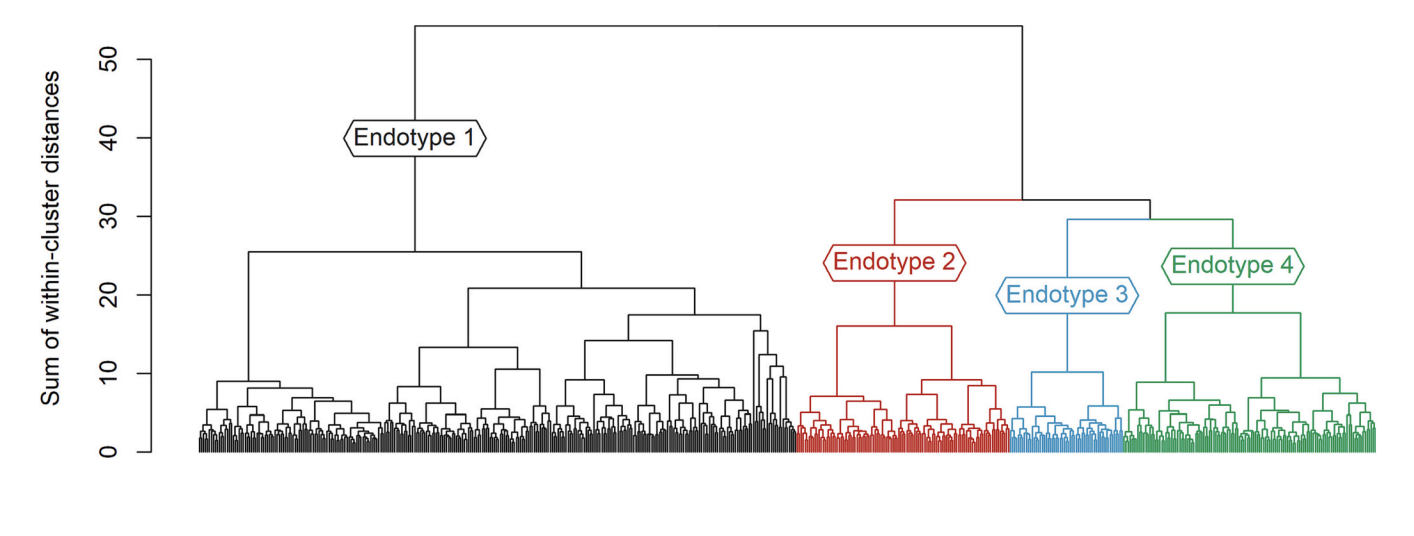 Sum of within-cluster distances
50
40
30
20
10
0
Endotype 1
Endotype 2
Endotype 3
Endotype 4